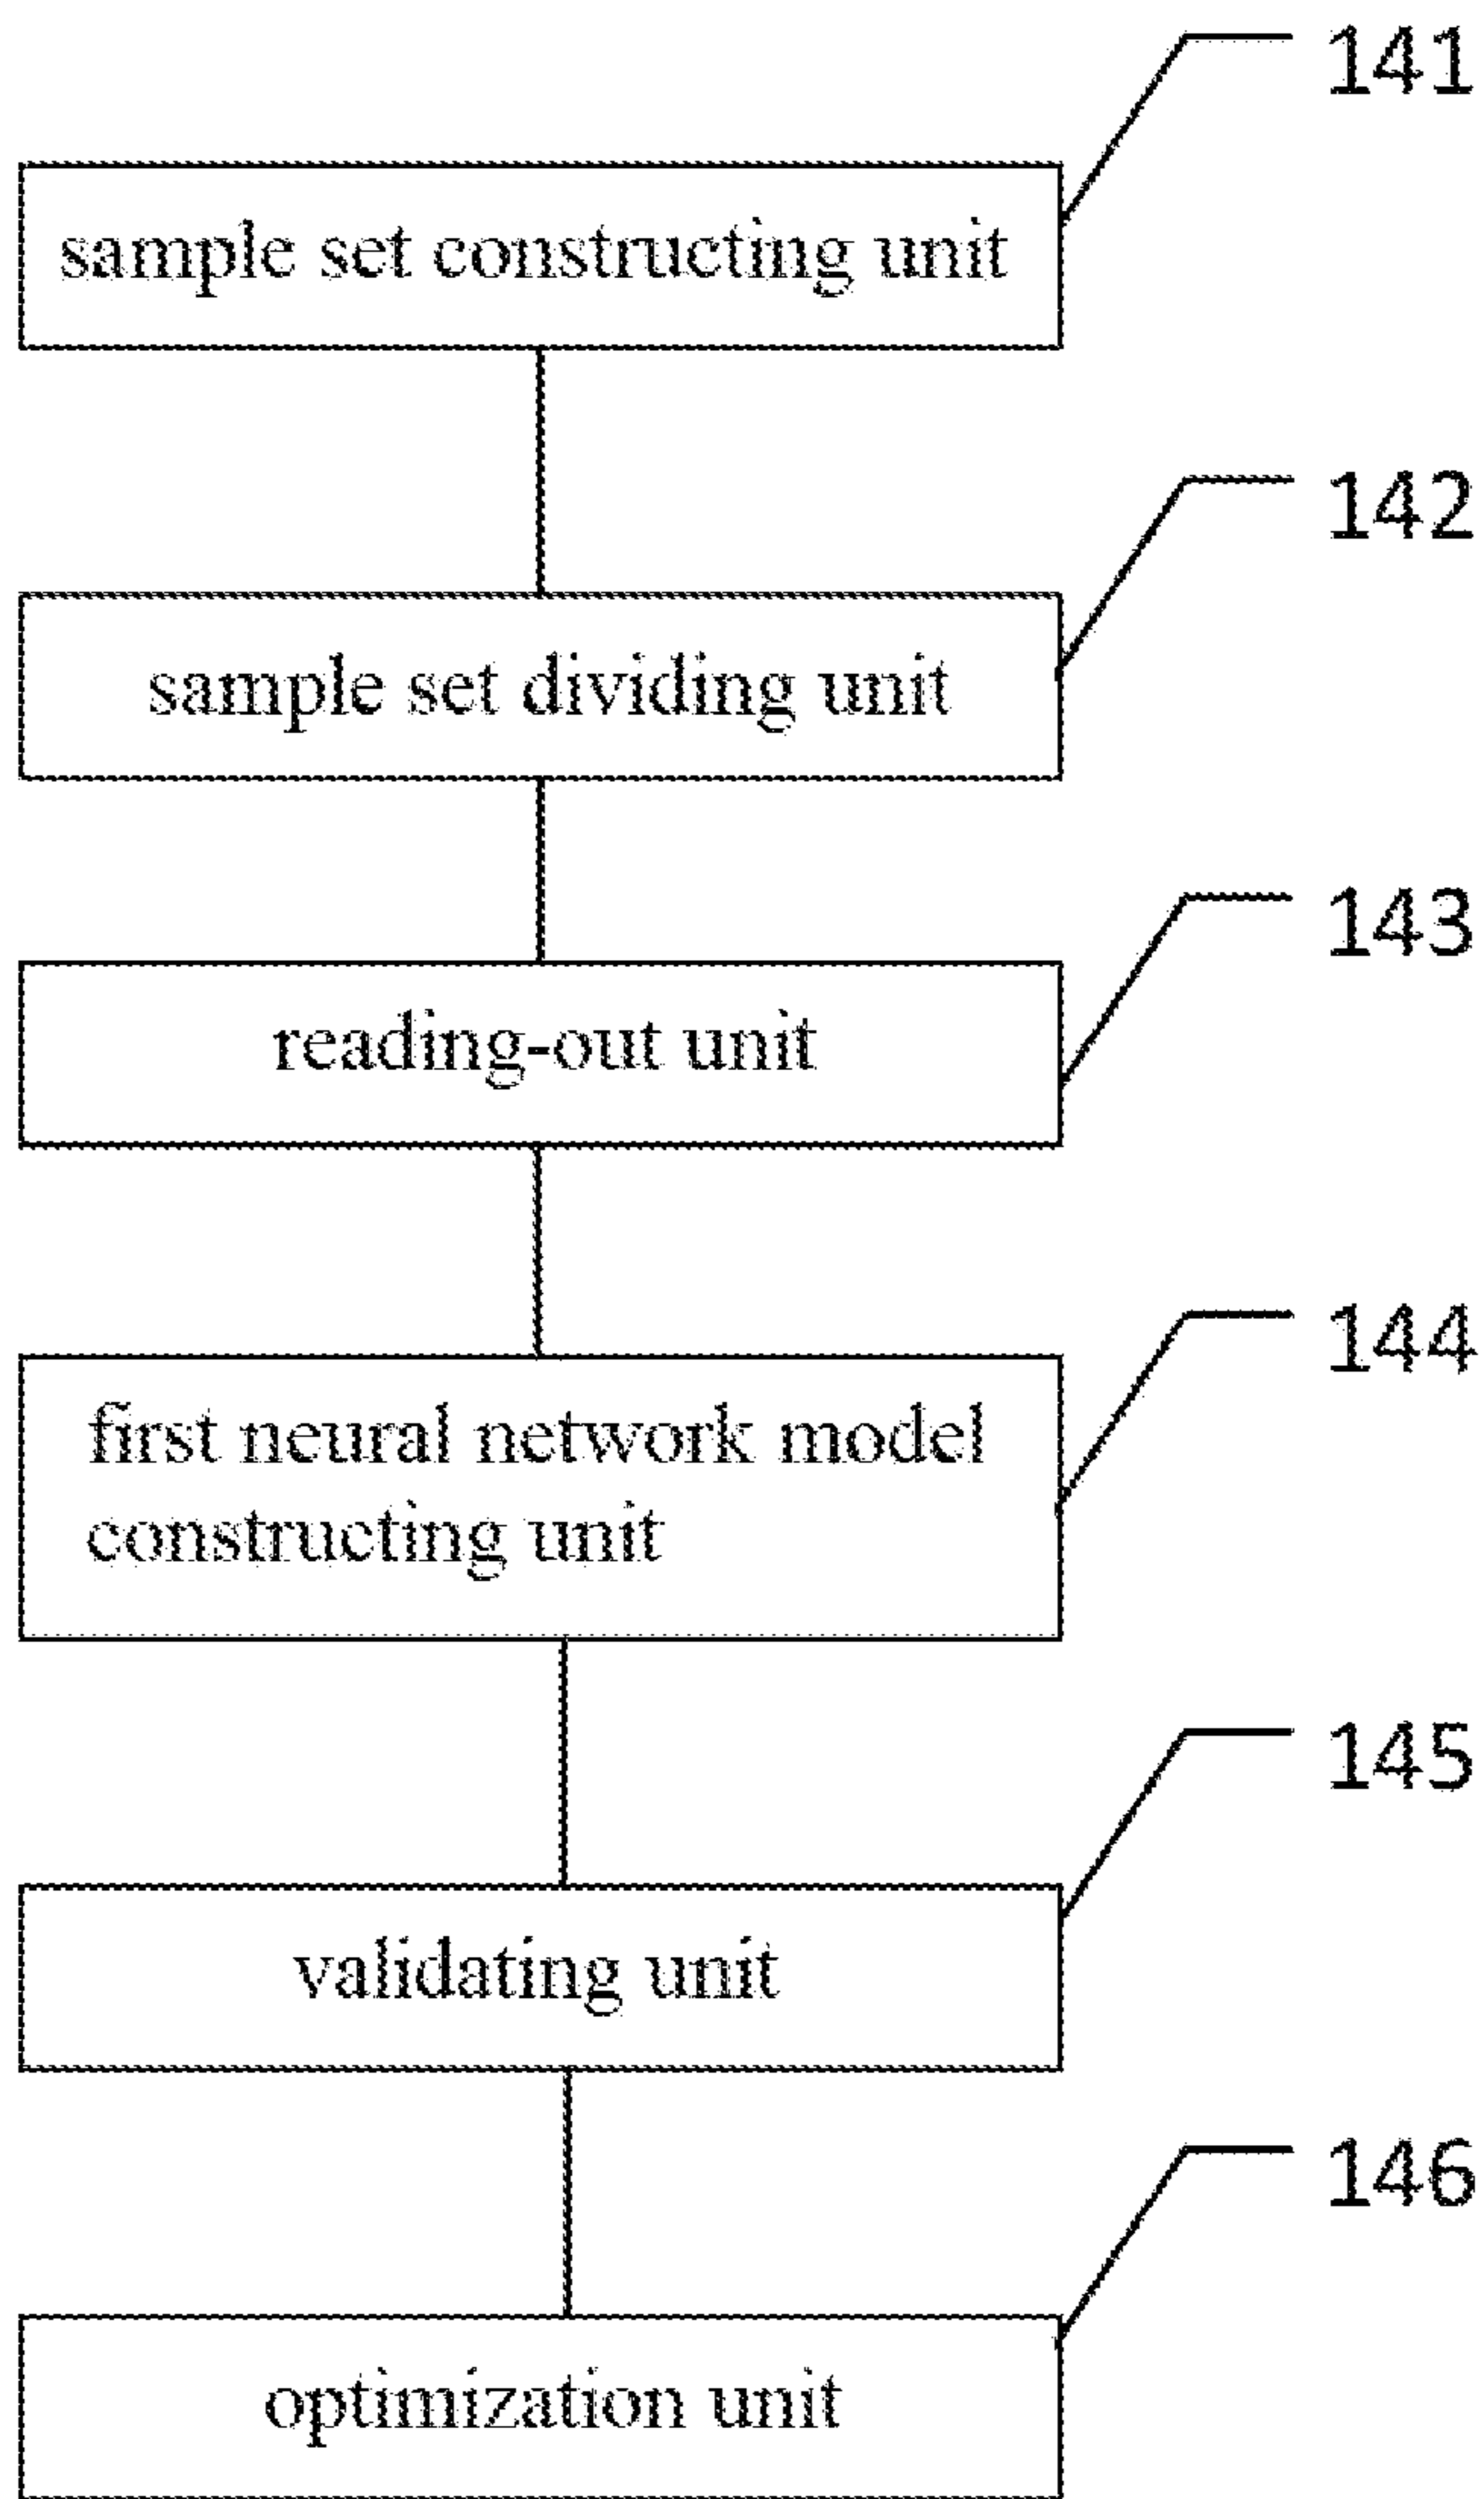 141
sample set constructing unit
142
sample set dividing unit
143
reading-out unit
144
first neural network model
constructing unit
145
validating unit
146
optimization unit